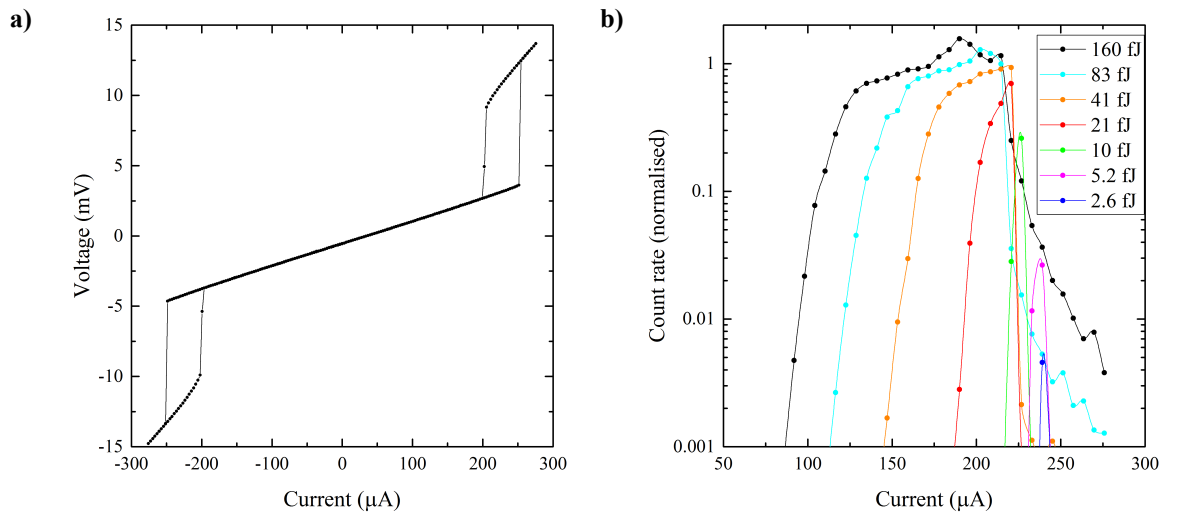 a)
15
10
5
0
-5
-10
-15
Voltage (mV)
-300 -200 -100 0 100 200 300
Current (μA)
b)
1
0.1
0.01
0.001
Count rate (normalised)
50 100 150 200 250 300
Current (μA)
160 fJ
83 fJ
41 fJ
21 fJ
10 fJ
5.2 fJ
2.6 fJ